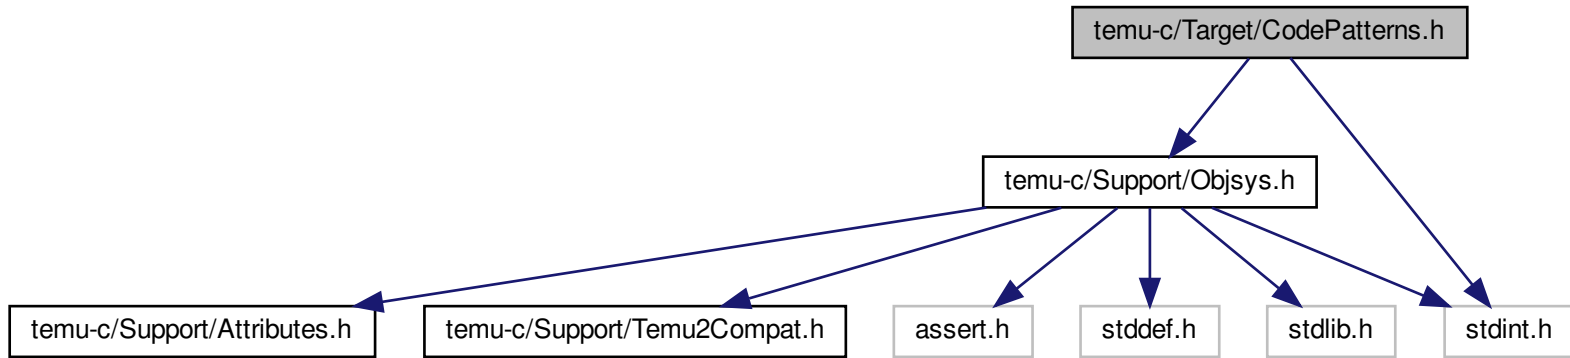 temu-c/Target/CodePatterns.h
temu-c/Support/Objsys.h
temu-c/Support/Attributes.h
temu-c/Support/Temu2Compat.h
assert.h
stddef.h
stdlib.h
stdint.h